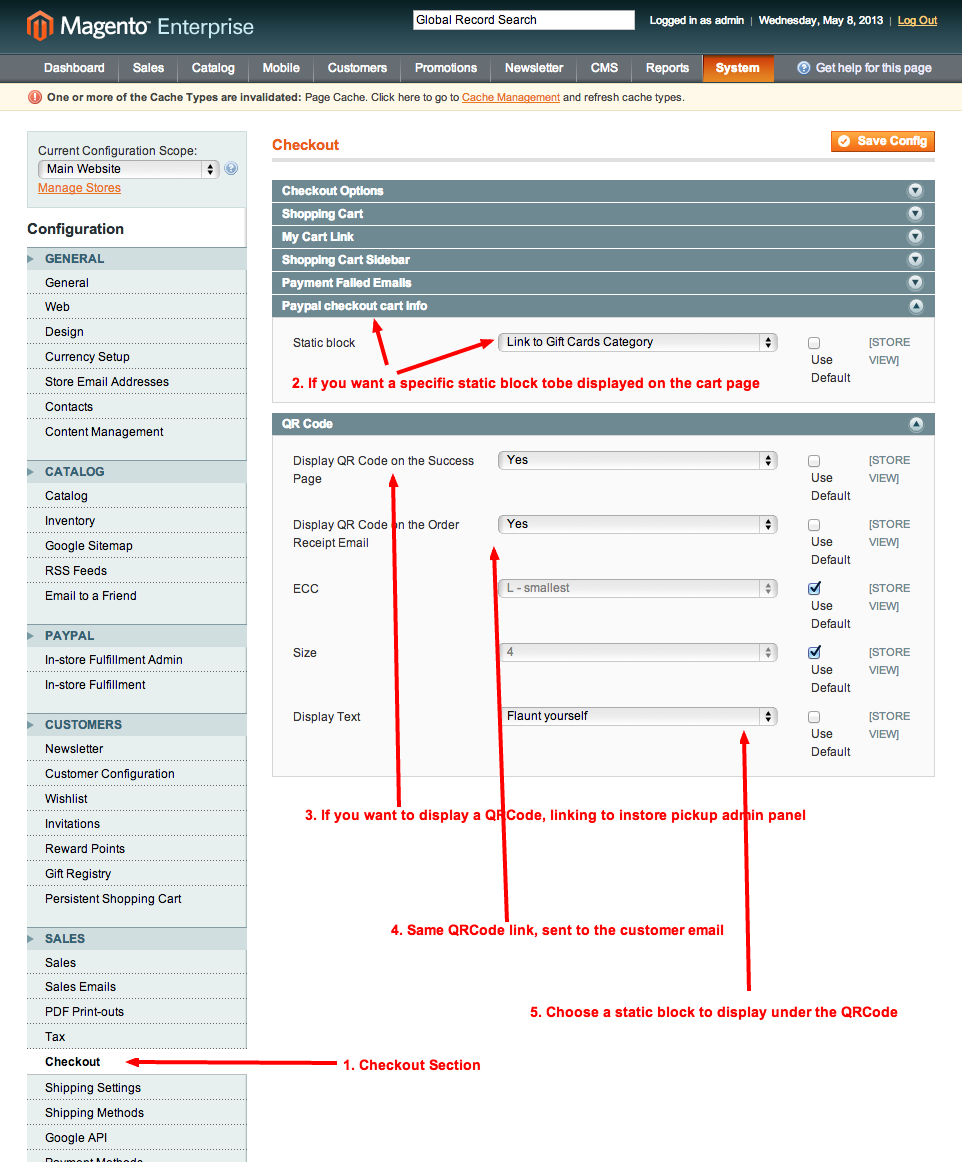 Magento Enterprise
Global Record Search
Logged in as admin | Wednesday, May 8, 2013 | Log Out
Dashboard Sales Catalog Mobile Customers Promotions Newsletter CMS Reports System Get help for this page
One or more of the Cache Types are invalidated: Page Cache. Click here to go to Cache Management and refresh cache types.
Current Configuration Scope:
Main Website
Manage Stores
Configuration
GENERAL
General
Web
Design
Currency Setup
Store Email Addresses
Contacts
Content Management
CATALOG
Catalog
Inventory
Google Sitemap
RSS Feeds
Email to a Friend
PAYPAL
In-store Fulfillment Admin
In-store Fulfillment
CUSTOMERS
Newsletter
Customer Configuration
Wishlist
Invitations
Reward Points
Gift Registry
Persistent Shopping Cart
SALES
Sales
Sales Emails
PDF Print-outs
Tax
Checkout
Shipping Settings
Shipping Methods
Google API
Payment Methods
Checkout
Save Config
Checkout Options
Shopping Cart
My Cart Link
Shopping Cart Sidebar
Payment Failed Emails
Paypal checkout cart info
Static block
Link to Gift Cards Category
Use
Default
[STORE
VIEW]
2. If you want a specific static block tobe displayed on the cart page
QR Code
Display QR Code on the Success
Page
Yes
Use
Default
[STORE
VIEW]
Display QR Code on the Order
Receipt Email
Yes
Use
Default
[STORE
VIEW]
ECC
L - smallest
Use
Default
[STORE
VIEW]
Size
4
Use
Default
[STORE
VIEW]
Display Text
Flaunt yourself
Use
Default
[STORE
VIEW]
3. If you want to display a QRCode, linking to instore pickup admin panel
4. Same QRCode link, sent to the customer email
5. Choose a static block to display under the QRCode
1. Checkout Section